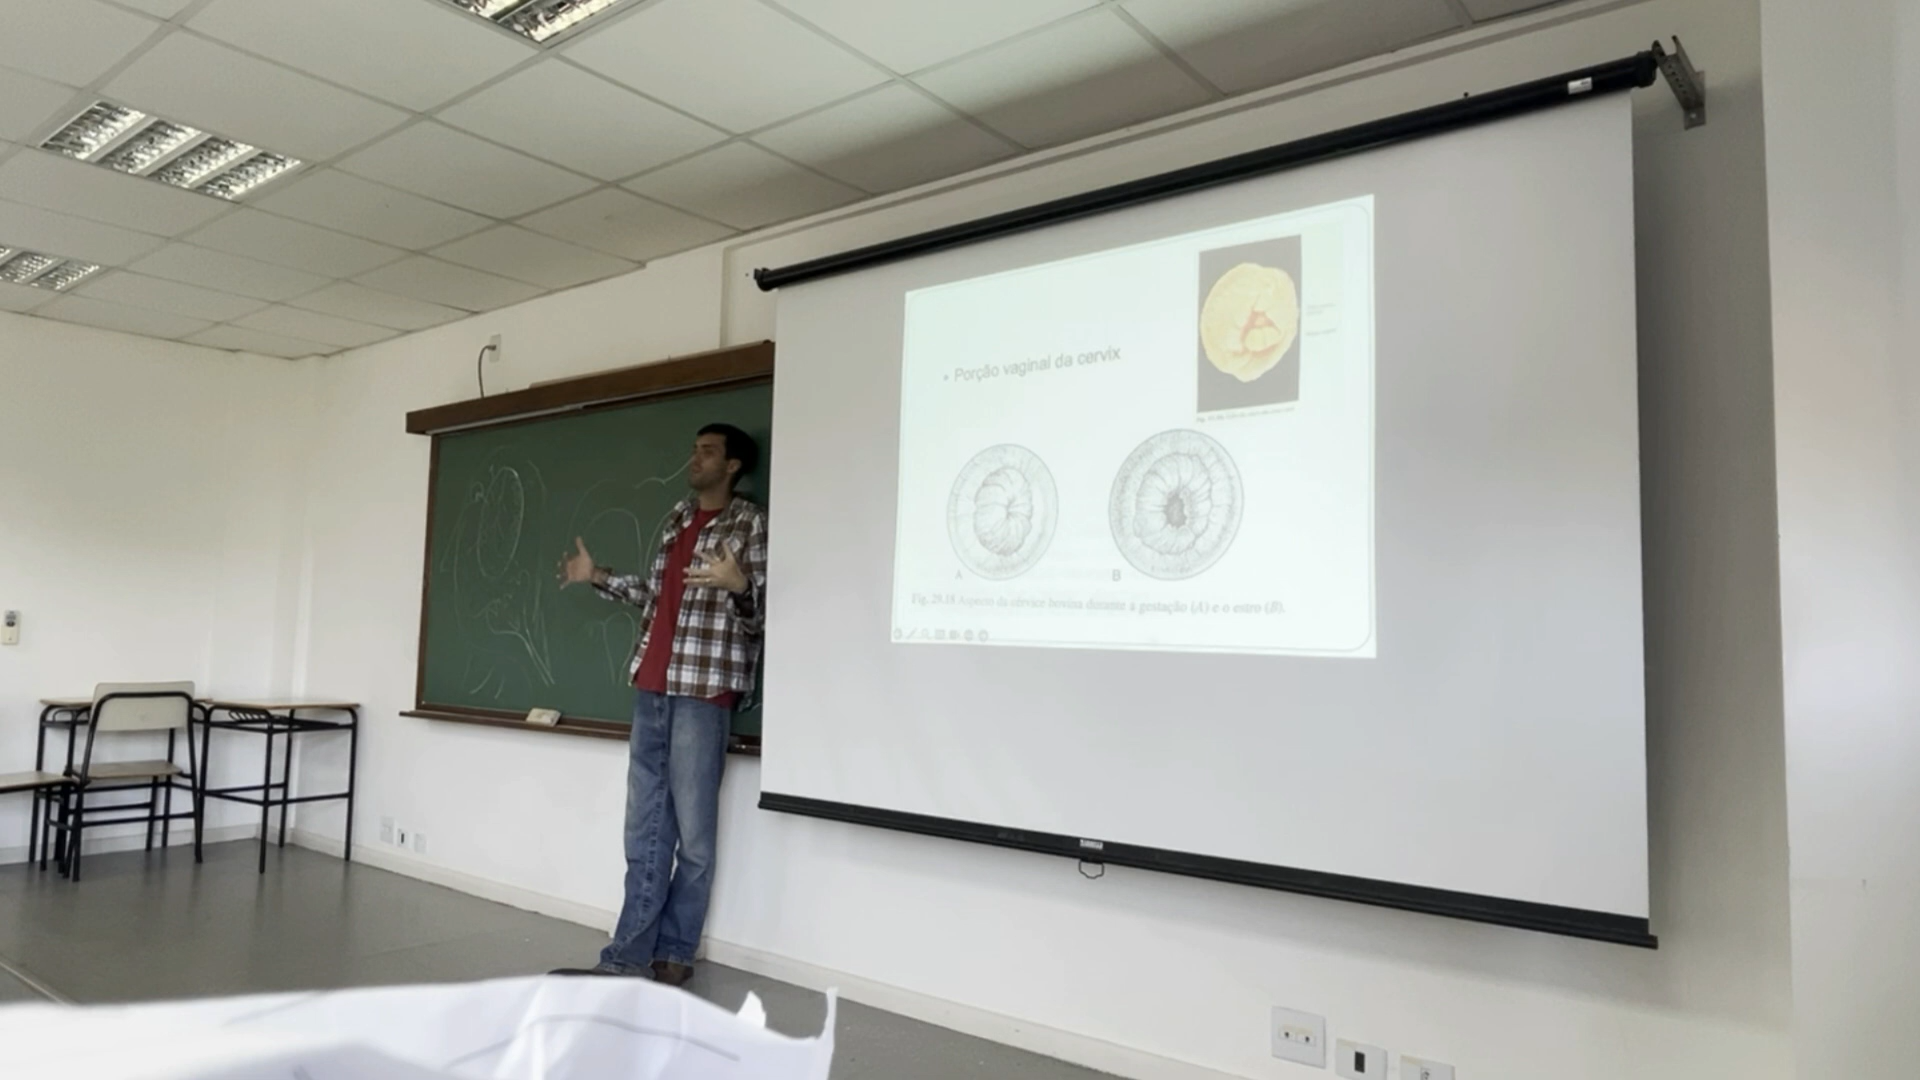 • Porção vaginal da cervix
A
B
Fig. 29.18 Aspecto da cérvice bovina durante a gestação (A) e o estro (B).